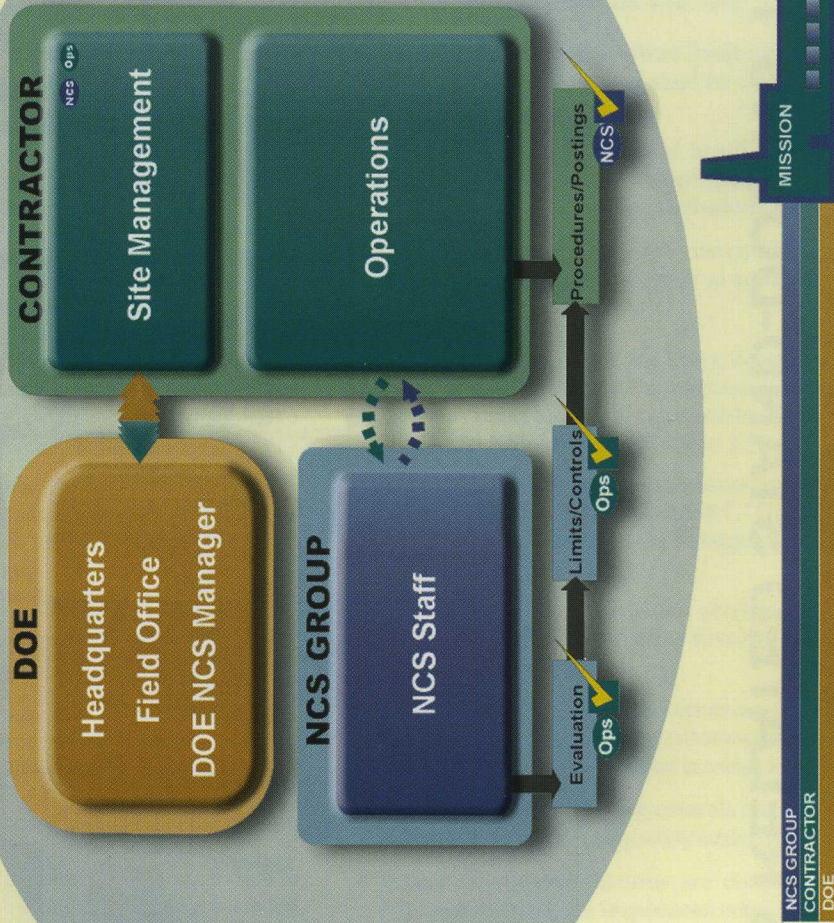 DOE
Headquarters
Field Office
DOE NCS Manager
CONTRACTOR
NCS Ops
Site Management
Operations
NCS GROUP
NCS Staff
Evaluation
Ops
Limits/Controls
Ops
Procedures/Postings
NCS
NCS GROUP
CONTRACTOR
DOE
MISSION